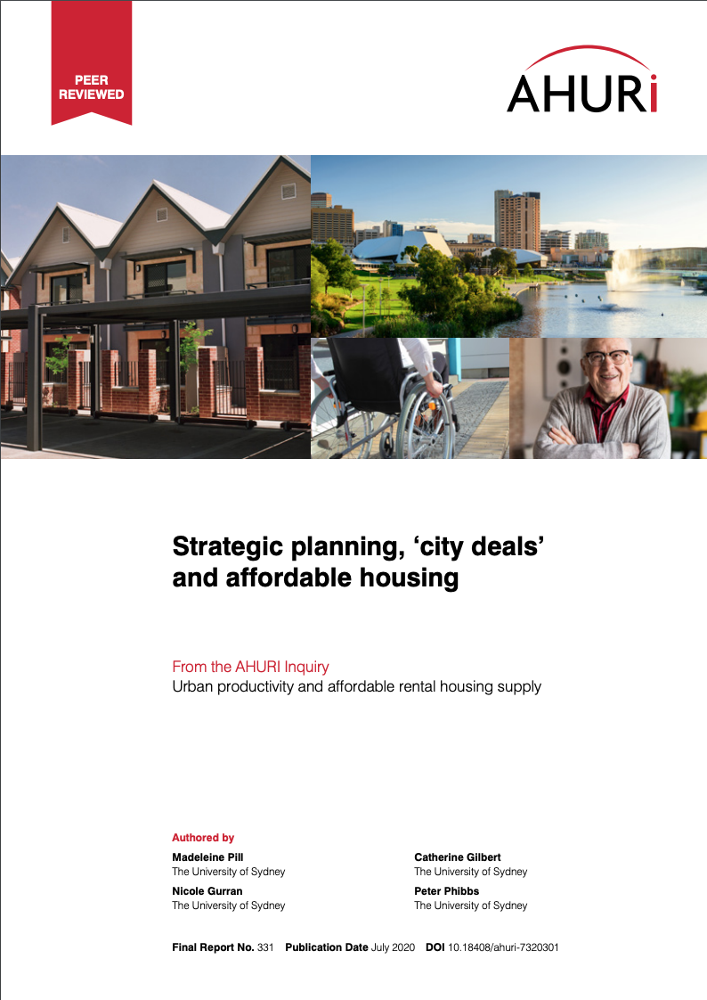 PEER
REVIEWED
AHURi
Strategic planning, ‘city deals’
and affordable housing
From the AHURI Inquiry
Urban productivity and affordable rental housing supply
Authored by
Madeleine Pill
The University of Sydney
Catherine Gilbert
The University of Sydney
Nicole Gurran
The University of Sydney
Peter Phibbs
The University of Sydney
Final Report No. 331 Publication Date July 2020 DOI 10.18408/ahuri-7320301